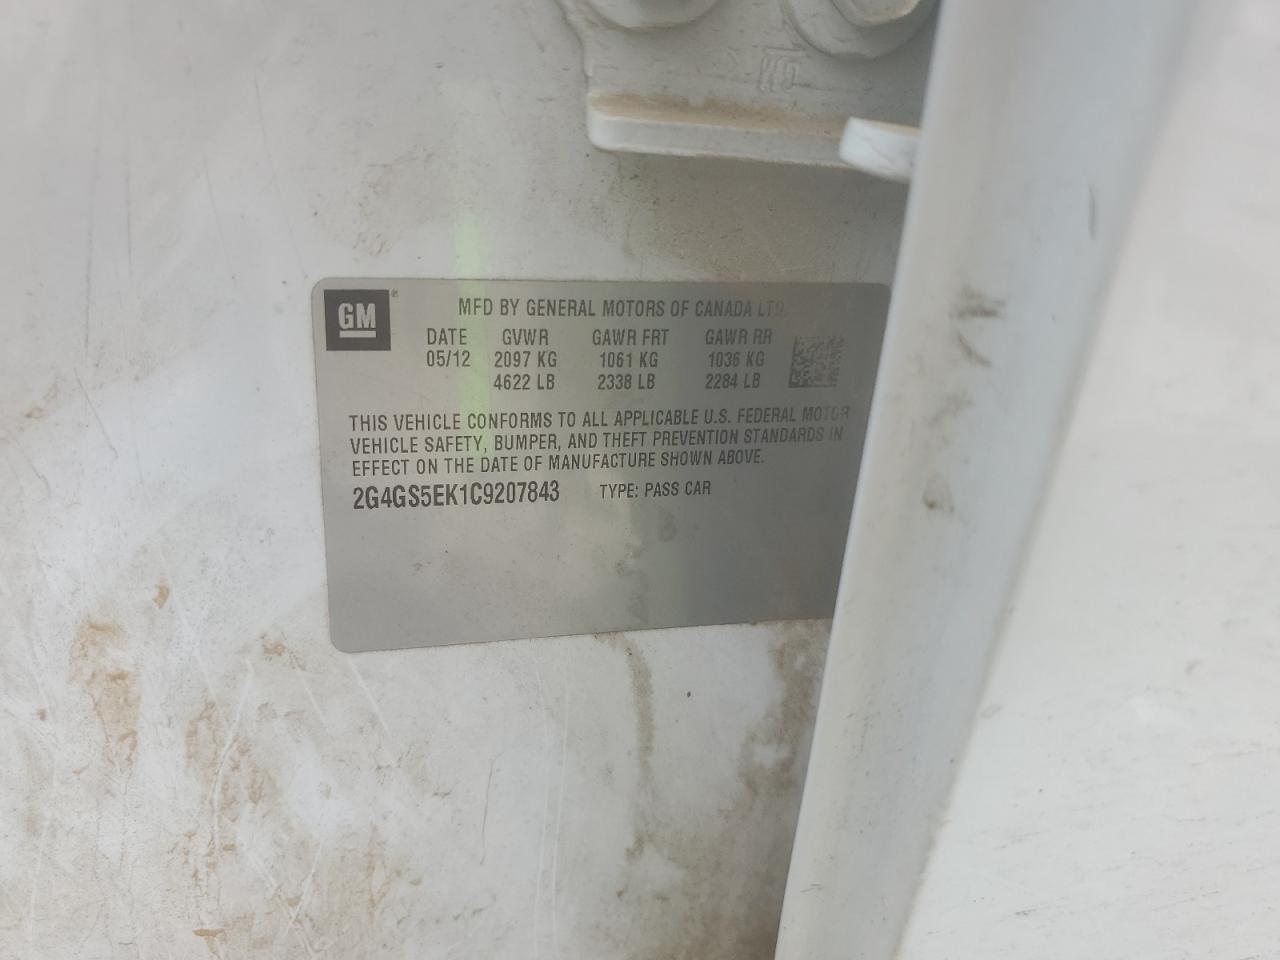 GM
MFD BY GENERAL MOTORS OF CANADA LTD.
DATE GVWR GAWR FRT GAWR RR
05/12 2097 KG 1061 KG 1036 KG
4622 LB 2338 LB 2284 LB
THIS VEHICLE CONFORMS TO ALL APPLICABLE U.S. FEDERAL MOTOR
VEHICLE SAFETY, BUMPER, AND THEFT PREVENTION STANDARDS IN
EFFECT ON THE DATE OF MANUFACTURE SHOWN ABOVE.
2G4GS5EK1C9207843 TYPE: PASS CAR